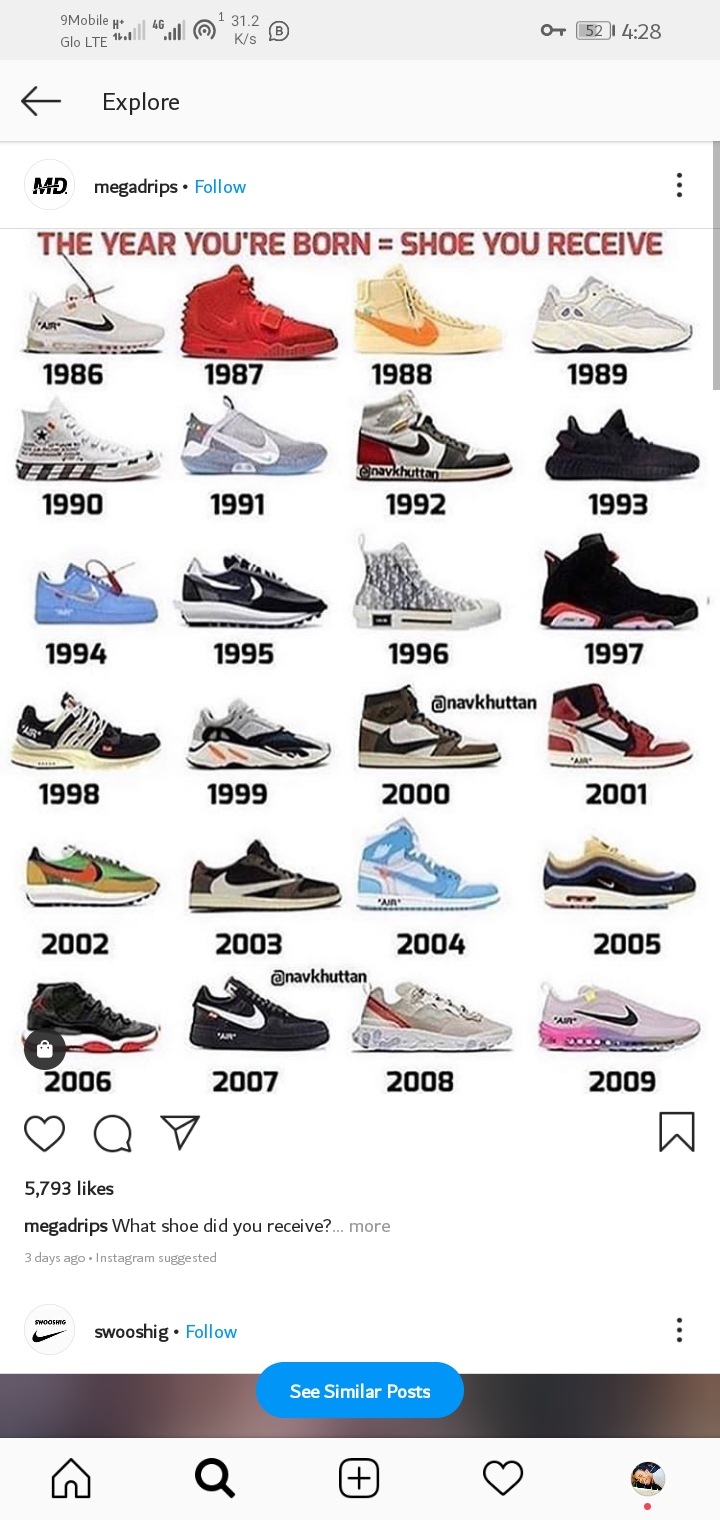 9Mobile H+ 4G 1 31.2 B 52 4:28
Glo LTE K/s
Explore
MD.
megadrips • Follow
THE YEAR YOU'RE BORN = SHOE YOU RECEIVE
"AIR"
1986 1987 1988 1989
@navkhuttan
1990 1991 1992 1993
1994 1995 1996 1997
@navkhuttan
"AIR" "AIR"
1998 1999 2000 2001
"AIR"
2002 2003 2004 2005
@navkhuttan
"AIR" "AIR"
2006 2007 2008 2009
5,793 likes
megadrips What shoe did you receive?... more
3 days ago • Instagram suggested
SWOOSHIG
swooshig • Follow
See Similar Posts